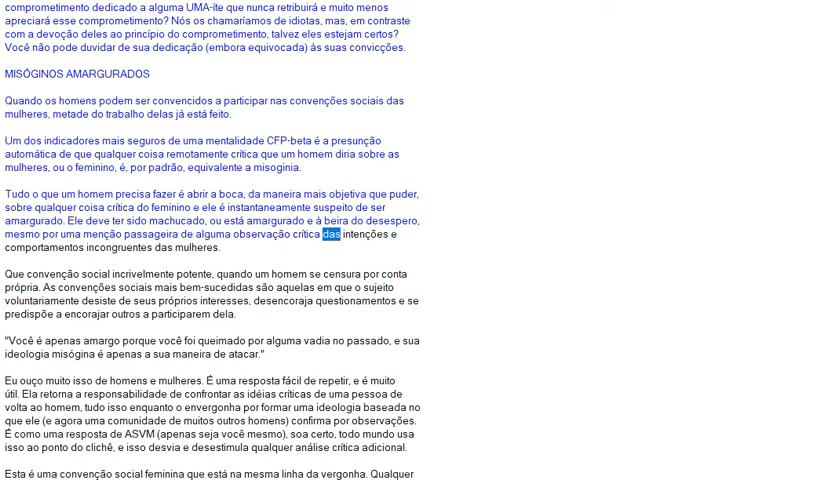 comprometimento dedicado a alguma UMA-íte que nunca retribuirá e muito menos
apreciará esse comprometimento? Nós os chamaríamos de idiotas, mas, em contraste
com a devoção deles ao princípio do comprometimento, talvez eles estejam certos?
Você não pode duvidar de sua dedicação (embora equivocada) às suas convicções.
MISÓGINOS AMARGURADOS
Quando os homens podem ser convencidos a participar nas convenções sociais das
mulheres, metade do trabalho delas já está feito.
Um dos indicadores mais seguros de uma mentalidade CFP-beta é a presunção
automática de que qualquer coisa remotamente crítica que um homem diria sobre as
mulheres, ou o feminino, é, por padrão, equivalente a misoginia.
Tudo o que um homem precisa fazer é abrir a boca, da maneira mais objetiva que puder,
sobre qualquer coisa crítica do feminino e ele é instantaneamente suspeito de ser
amargurado. Ele deve ter sido machucado, ou está amargurado e à beira do desespero,
mesmo por uma menção passageira de alguma observação crítica das intenções e
comportamentos incongruentes das mulheres.
Que convenção social incrivelmente potente, quando um homem se censura por conta
própria. As convenções sociais mais bem-sucedidas são aquelas em que o sujeito
voluntariamente desiste de seus próprios interesses, desencoraja questionamentos e se
predispõe a encorajar outros a participarem dela.
"Você é apenas amargo porque você foi queimado por alguma vadia no passado, e sua
ideologia misógina é apenas a sua maneira de atacar."
Eu ouço muito isso de homens e mulheres. É uma resposta fácil de repetir, e é muito
útil. Ela retorna a responsabilidade de confrontar as idéias críticas de uma pessoa de
volta ao homem, tudo isso enquanto o envergonha por formar uma ideologia baseada no
que ele (e agora uma comunidade de muitos outros homens) confirma por observações.
É como uma resposta de ASVM (apenas seja você mesmo), soa certo, todo mundo usa
isso ao ponto do clichê, e isso desvia e desestimula qualquer análise crítica adicional.
Esta é uma convenção social feminina que está na mesma linha da vergonha. Qualquer